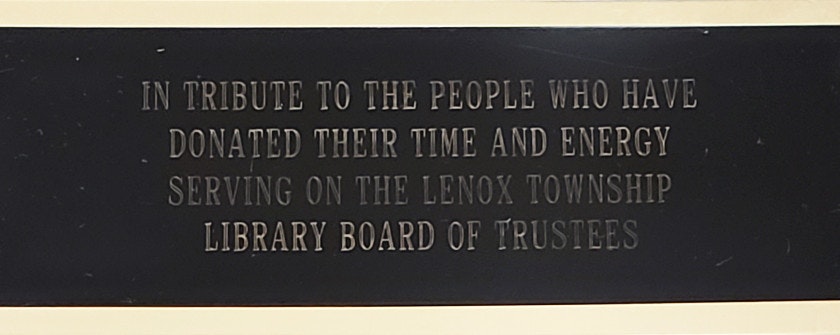 IN TRIBUTE TO THE PEOPLE WHO HAVE
DONATED THEIR TIME AND ENERGY
SERVING ON THE LENOX TOWNSHIP
LIBRARY BOARD OF TRUSTEES